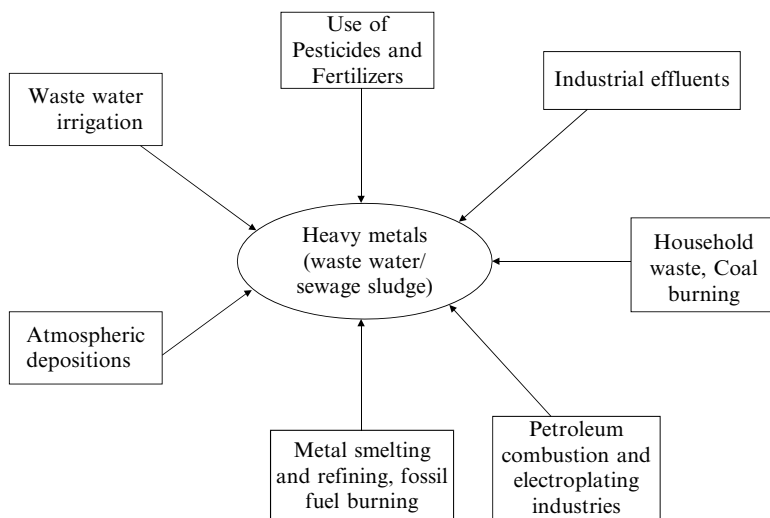 Use of
Pesticides and
Fertilizers
Industrial effluents
Waste water
irrigation
Heavy metals
(waste water/
sewage sludge)
Household
waste, Coal
burning
Atmospheric
depositions
Metal smelting
and refining, fossil
fuel burning
Petroleum
combustion and
electroplating
industries